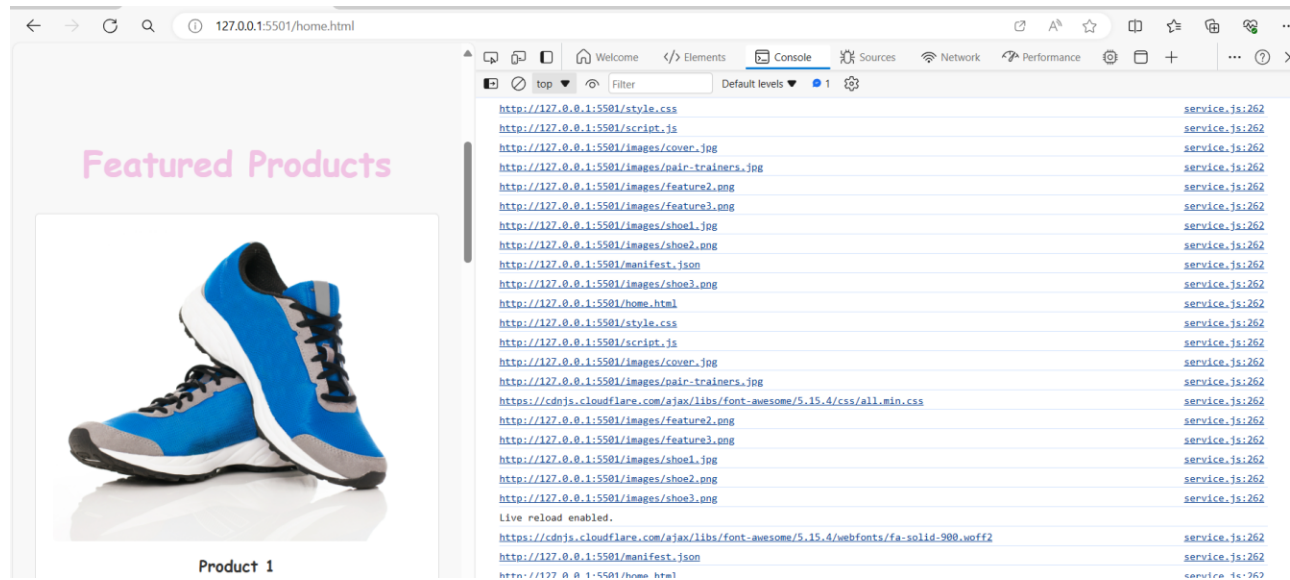 127.0.0.1:5501/home.html
Welcome Elements Console Sources Network Performance
top Filter Default levels 1
Featured Products
Product 1
http://127.0.0.1:5501/style.css service.js:262
http://127.0.0.1:5501/script.js service.js:262
http://127.0.0.1:5501/images/cover.jpg service.js:262
http://127.0.0.1:5501/images/pair-trainers.jpg service.js:262
http://127.0.0.1:5501/images/feature2.png service.js:262
http://127.0.0.1:5501/images/feature3.png service.js:262
http://127.0.0.1:5501/images/shoe1.jpg service.js:262
http://127.0.0.1:5501/images/shoe2.png service.js:262
http://127.0.0.1:5501/manifest.json service.js:262
http://127.0.0.1:5501/images/shoe3.png service.js:262
http://127.0.0.1:5501/home.html service.js:262
http://127.0.0.1:5501/style.css service.js:262
http://127.0.0.1:5501/script.js service.js:262
http://127.0.0.1:5501/images/cover.jpg service.js:262
http://127.0.0.1:5501/images/pair-trainers.jpg service.js:262
https://cdnjs.cloudflare.com/ajax/libs/font-awesome/5.15.4/css/all.min.css service.js:262
http://127.0.0.1:5501/images/feature2.png service.js:262
http://127.0.0.1:5501/images/feature3.png service.js:262
http://127.0.0.1:5501/images/shoe1.jpg service.js:262
http://127.0.0.1:5501/images/shoe2.png service.js:262
http://127.0.0.1:5501/images/shoe3.png service.js:262
Live reload enabled.
https://cdnjs.cloudflare.com/ajax/libs/font-awesome/5.15.4/webfonts/fa-solid-900.woff2 service.js:262
http://127.0.0.1:5501/manifest.json service.js:262
http://127.0.0.1:5501/home.html service.js:262